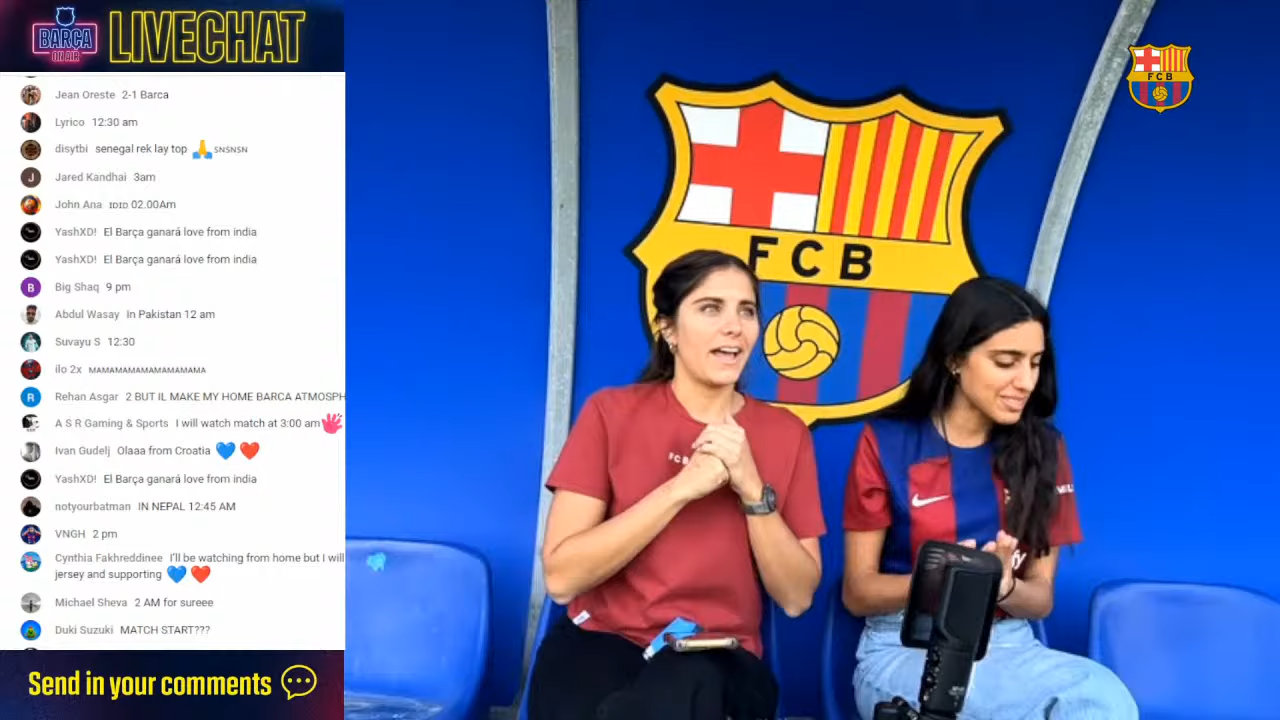 BARÇA
ON AIR
LIVECHAT
Jean Oreste 2-1 Barca
Lyrico 12:30 am
disytbi senegal rek lay top 🙏 SNSNSN
J
Jared Kandhai 3am
John Ana IDID 02.00Am
YashXD! El Barça ganará love from india
YashXD! El Barça ganará love from india
B
Big Shaq 9 pm
Abdul Wasay In Pakistan 12 am
Suvayu S 12:30
ilo 2x MAMAMAMAMAMAMAMAMA
R
Rehan Asgar 2 BUT IL MAKE MY HOME BARCA ATMOSPH
A S R Gaming & Sports I will watch match at 3:00 am
Ivan Gudelj Olaaa from Croatia 💙 ❤️
YashXD! El Barça ganará love from india
notyourbatman IN NEPAL 12:45 AM
VNGH 2 pm
Cynthia Fakhreddinee I'll be watching from home but I will
jersey and supporting 💙 ❤️
Michael Sheva 2 AM for sureee
Duki Suzuki MATCH START???
Send in your comments
FCB
FCB
FCB